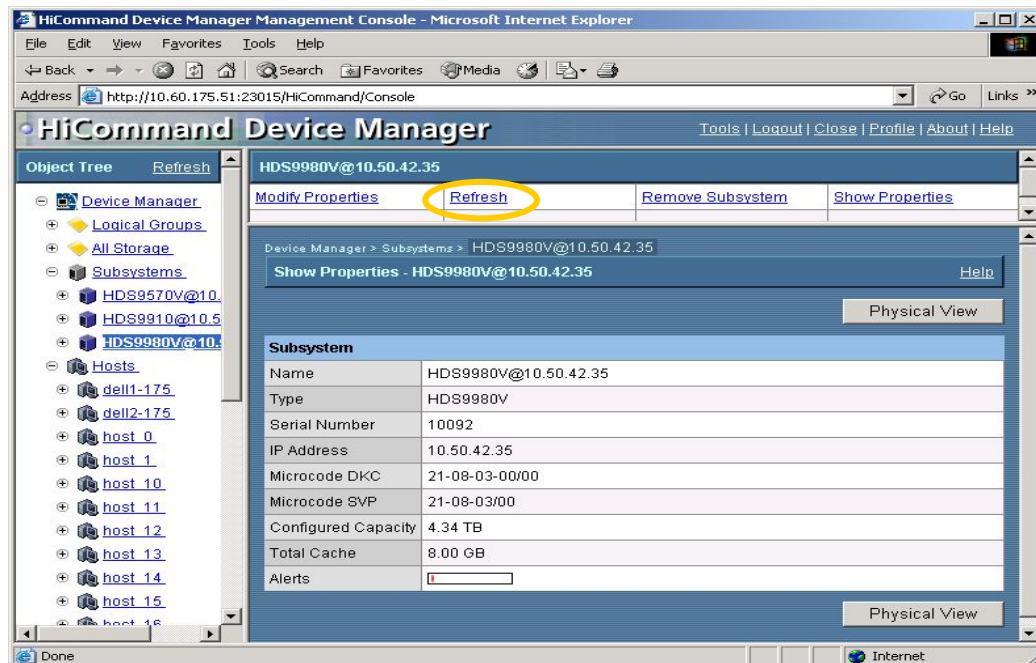 HiCommand Device Manager Management Console - Microsoft Internet Explorer
File Edit View Favorites Tools Help
Back Search Favorites Media
Address http://10.60.175.51:23015/HiCommand/Console Go Links »
HiCommand Device Manager
Tools | Logout | Close | Profile | About | Help
Object Tree Refresh
Device Manager
Logical Groups
All Storage
Subsystems
HDS9570V@10.
HDS9910@10.5
HDS9980V@10.
Hosts
dell1-175
dell2-175
host_0
host_1
host_10
host_11
host_12
host_13
host_14
host_15
host_16
HDS9980V@10.50.42.35
Modify Properties Refresh Remove Subsystem Show Properties
Device Manager > Subsystems > HDS9980V@10.50.42.35
Show Properties - HDS9980V@10.50.42.35 Help
Physical View
Subsystem
Name HDS9980V@10.50.42.35
Type HDS9980V
Serial Number 10092
IP Address 10.50.42.35
Microcode DKC 21-08-03-00/00
Microcode SVP 21-08-03/00
Configured Capacity 4.34 TB
Total Cache 8.00 GB
Alerts
Physical View
Done Internet